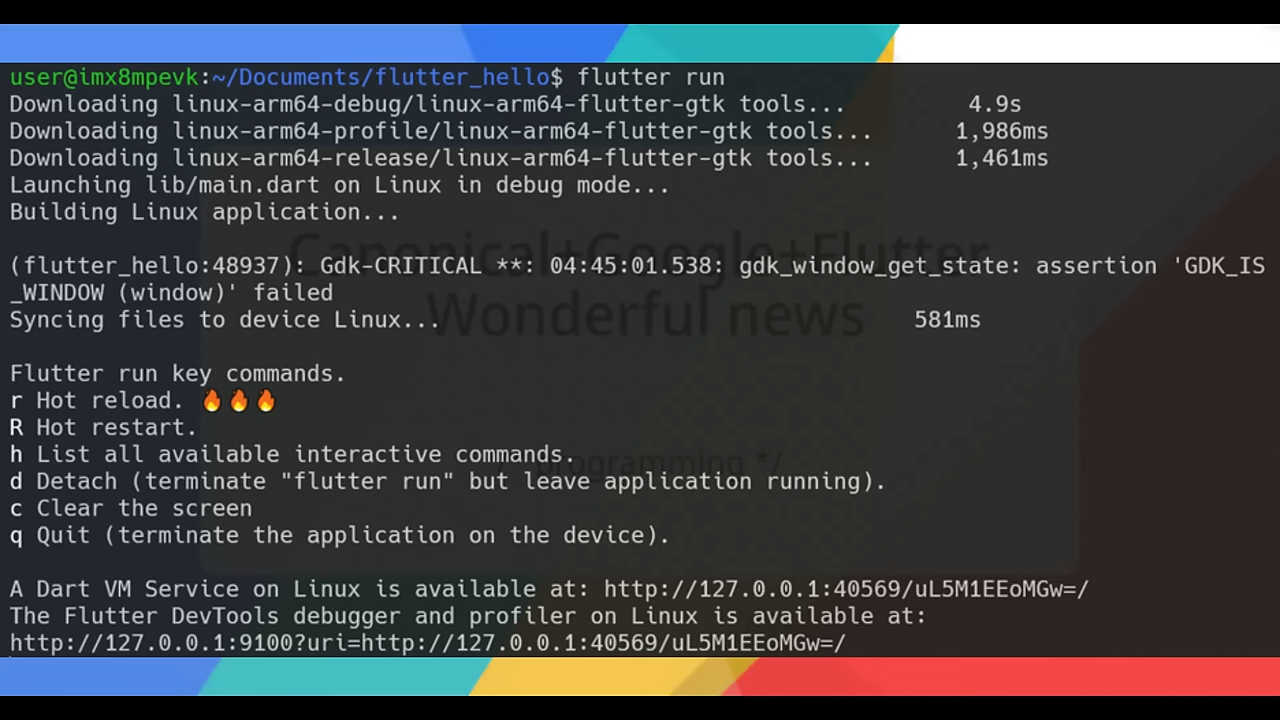 user@imx8mpevk:~/Documents/flutter_hello$ flutter run
Downloading linux-arm64-debug/linux-arm64-flutter-gtk tools... 4.9s
Downloading linux-arm64-profile/linux-arm64-flutter-gtk tools... 1,986ms
Downloading linux-arm64-release/linux-arm64-flutter-gtk tools... 1,461ms
Launching lib/main.dart on Linux in debug mode...
Building Linux application...
Canonical+Google+Flutter
(flutter_hello:48937): Gdk-CRITICAL **: 04:45:01.538: gdk_window_get_state: assertion 'GDK_IS
_WINDOW (window)' failed
Wonderful news
Syncing files to device Linux... 581ms
Flutter run key commands.
r Hot reload. 🔥🔥🔥
R Hot restart.
h List all available interactive commands.
programming */
d Detach (terminate "flutter run" but leave application running).
c Clear the screen
q Quit (terminate the application on the device).
A Dart VM Service on Linux is available at: http://127.0.0.1:40569/uL5M1EEoMGw=/
The Flutter DevTools debugger and profiler on Linux is available at:
http://127.0.0.1:9100?uri=http://127.0.0.1:40569/uL5M1EEoMGw=/